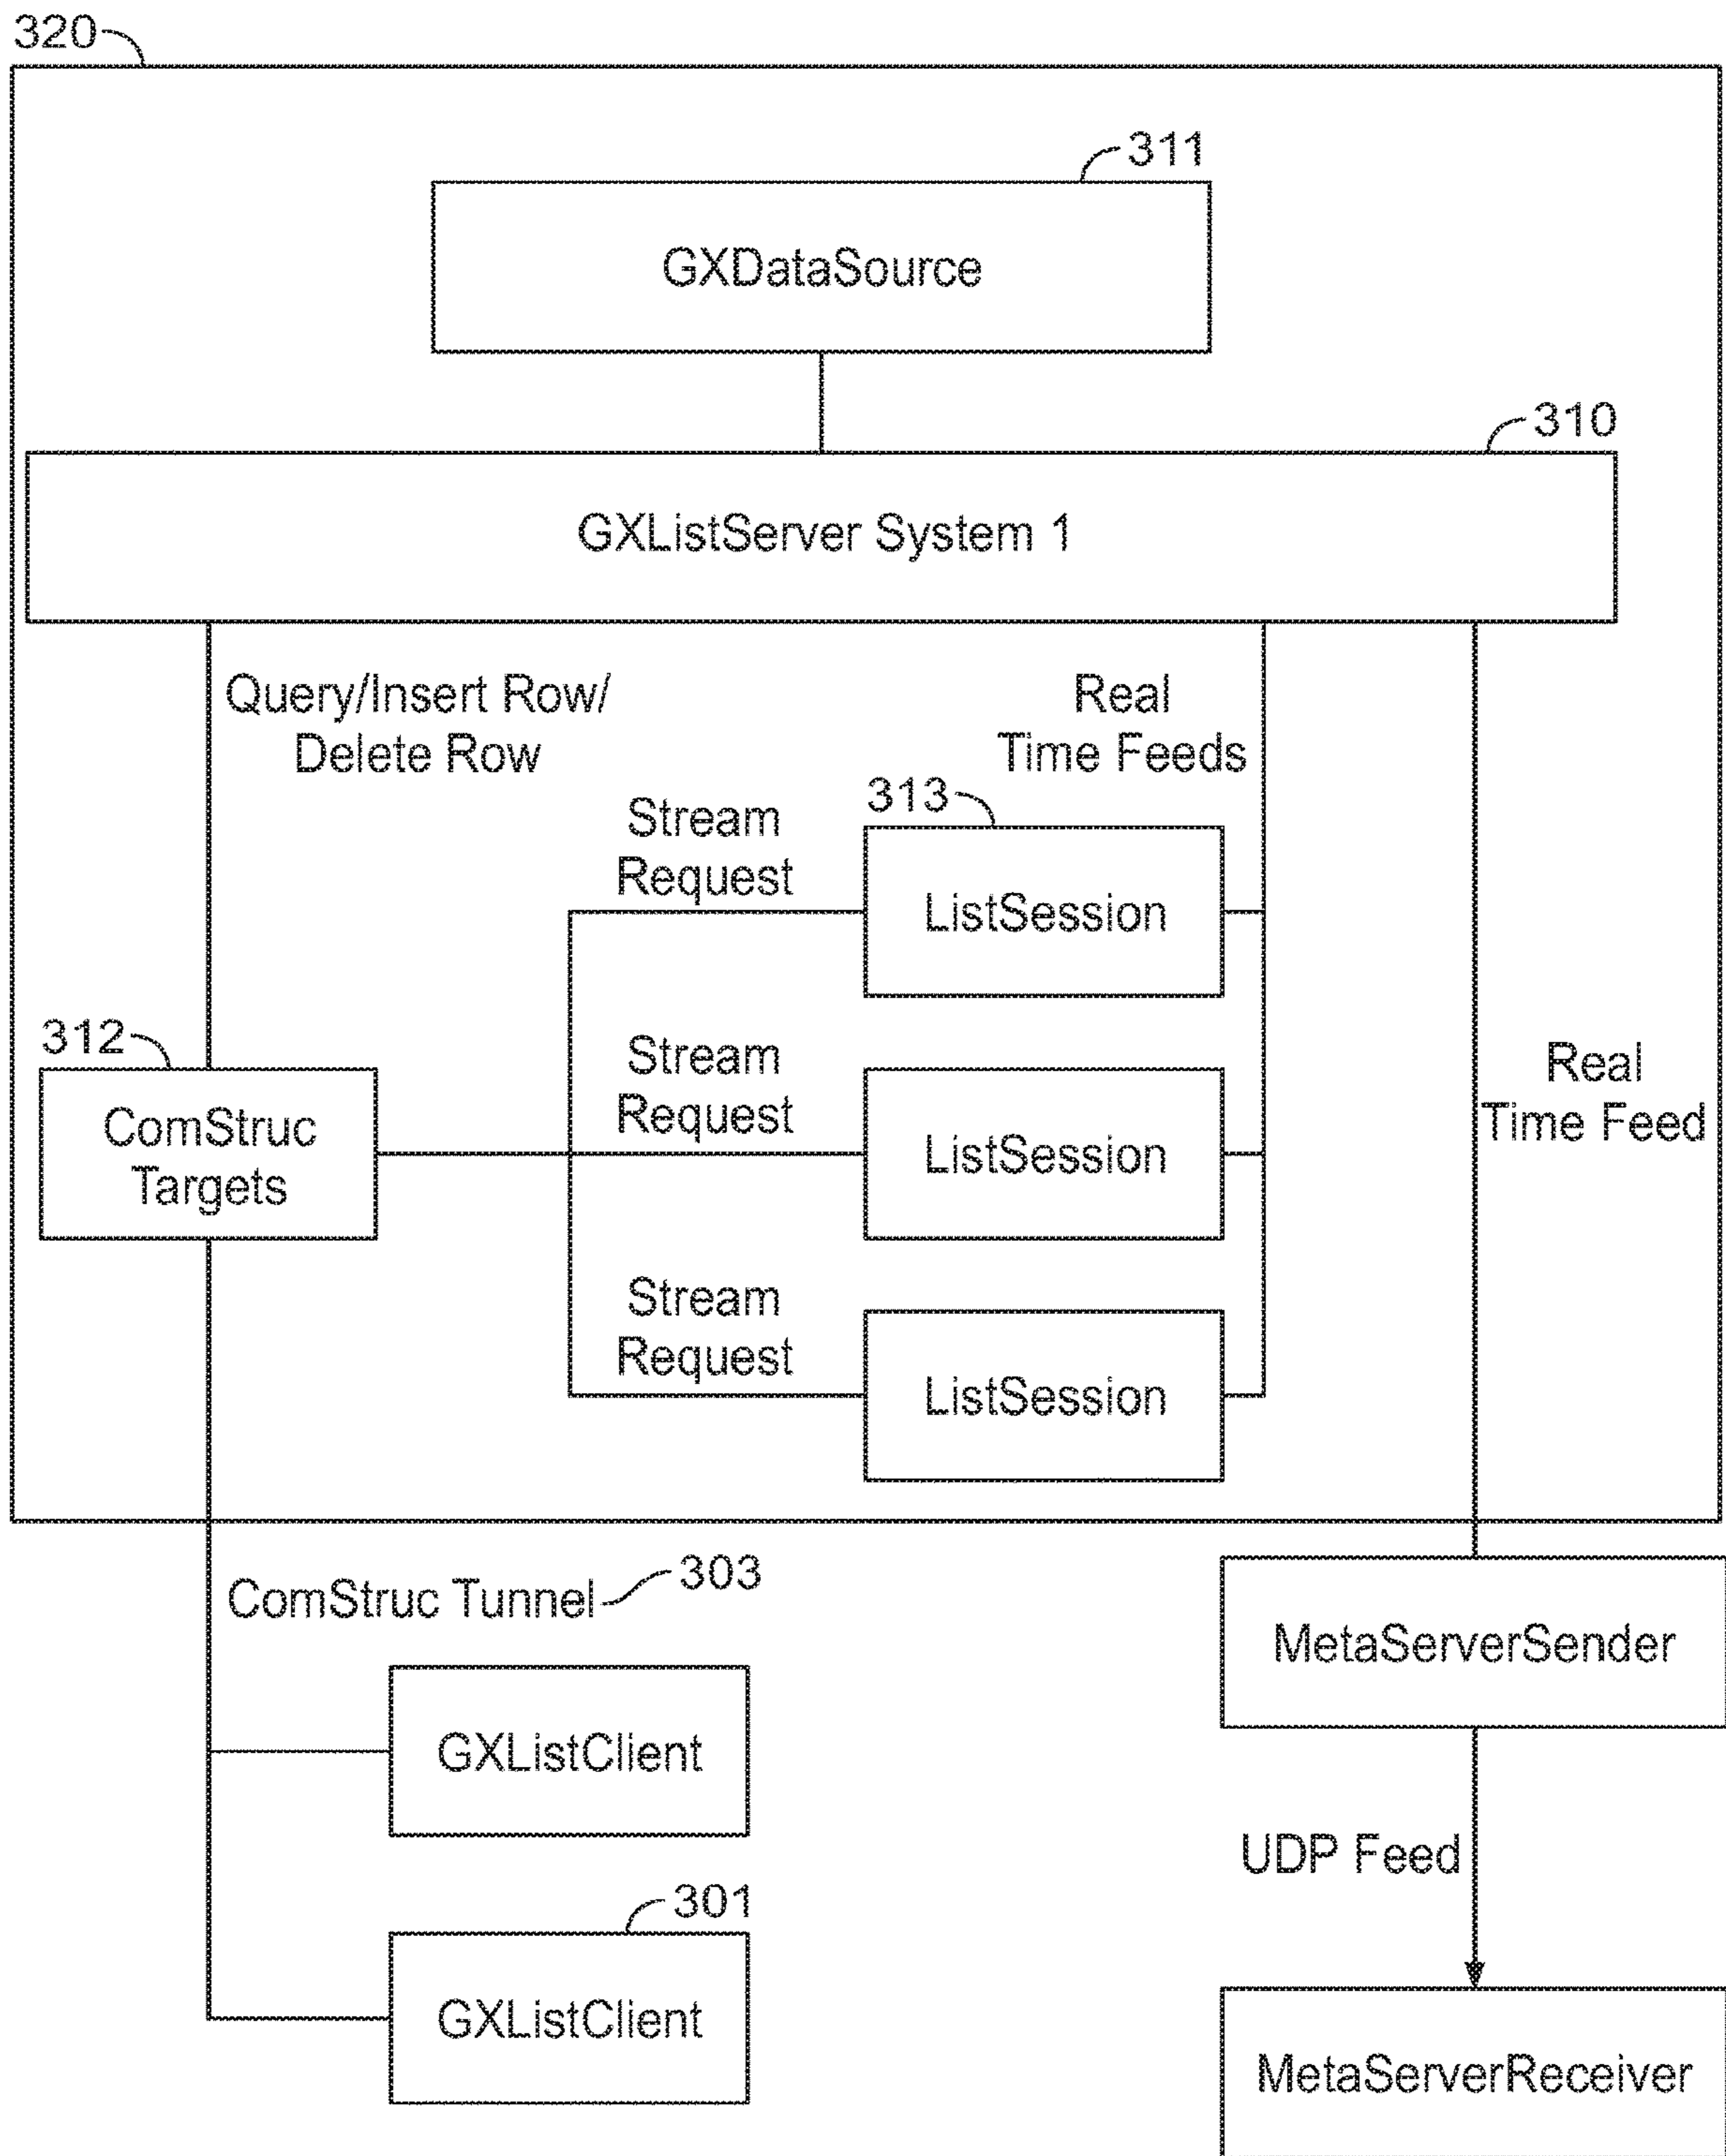 320
311
GXDataSource
310
GXListServer System 1
Query/Insert Row/
Delete Row
Real
Time Feeds
313
Stream
Request
ListSession
312
ComStruc
Targets
Stream
Request
ListSession
Real
Time Feed
Stream
Request
ListSession
ComStruc Tunnel
303
MetaServerSender
GXListClient
UDP Feed
301
GXListClient
MetaServerReceiver